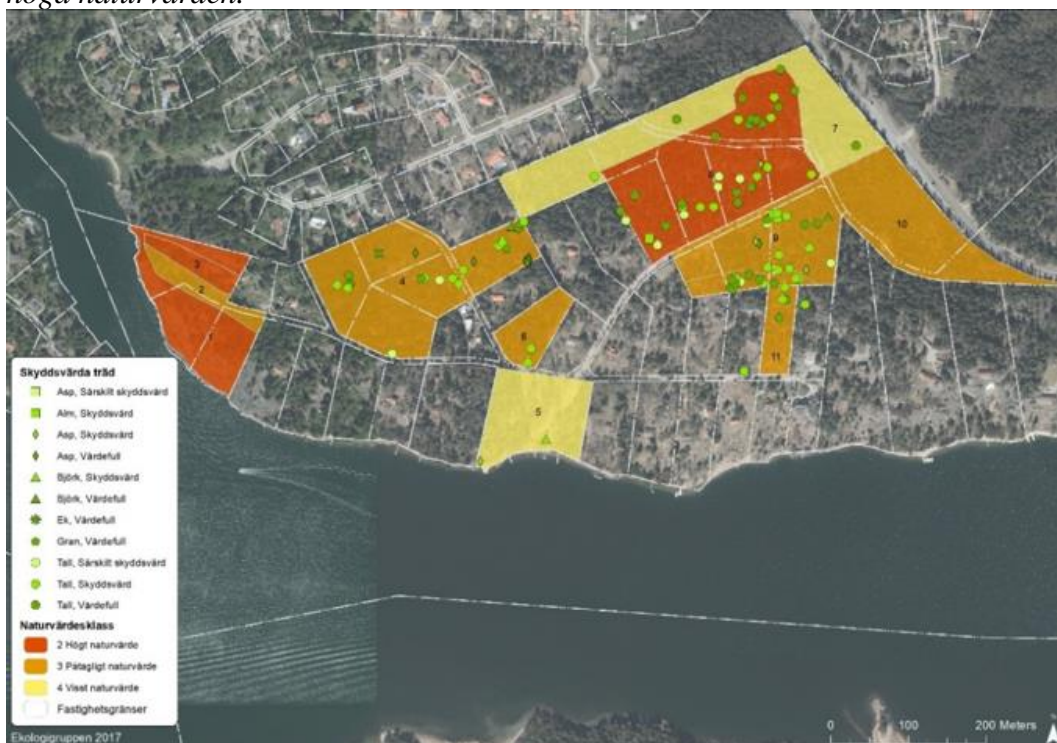 höga naturvärden.
3
2
1
4
6
5
7
8
9
10
11
Skyddsvärda träd
Asp, Särskilt skyddsvärd
Alm, Skyddsvärd
Asp, Skyddsvärd
Asp, Värdefull
Björk, Skyddsvärd
Björk, Värdefull
Ek, Värdefull
Gran, Värdefull
Tall, Särskilt skyddsvärd
Tall, Skyddsvärd
Tall, Värdefull
Naturvärdesklass
2 Högt naturvärde
3 Påtagligt naturvärde
4 Visst naturvärde
Fastighetsgränser
Ekologigruppen 2017
0 100 200 Meters